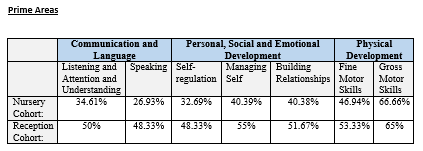 Prime Areas
Communication and Language Personal, Social and Emotional Development Physical Development
Listening and Attention and Understanding Speaking Self-regulation Managing Self Building Relationships Fine Motor Skills Gross Motor Skills
Nursery Cohort: 34.61% 26.93% 32.69% 40.39% 40.38% 46.94% 66.66%
Reception Cohort: 50% 48.33% 48.33% 55% 51.67% 53.33% 65%